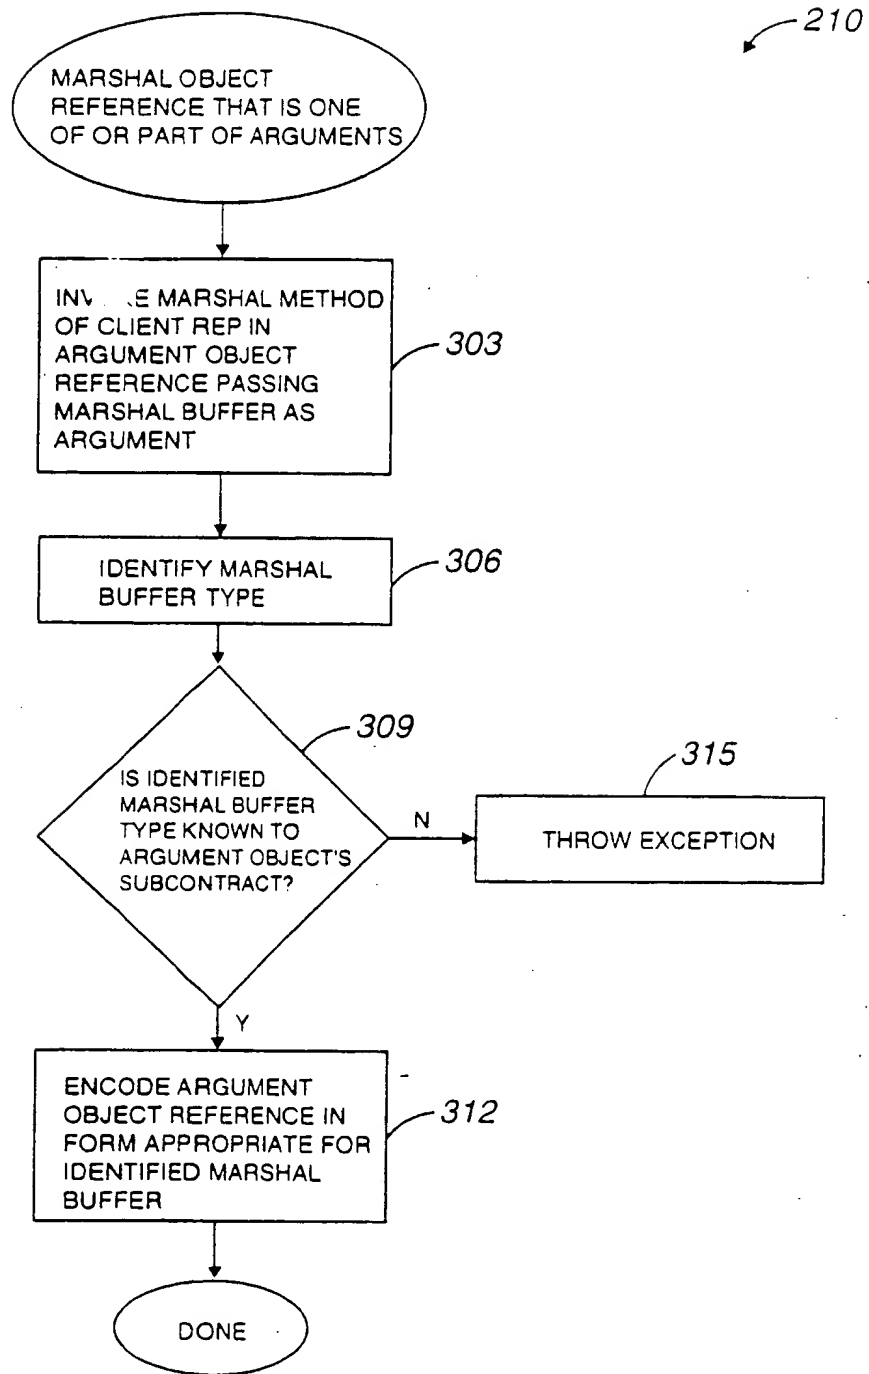 210
MARSHAL OBJECT
REFERENCE THAT IS ONE
OF OR PART OF ARGUMENTS
MARSHAL METHOD
OF CLIENT REP IN
ARGUMENT OBJECT
REFERENCE PASSING
MARSHAL BUFFER AS
ARGUMENT
303
IDENTIFY MARSHAL
BUFFER TYPE
306
309
IS IDENTIFIED
MARSHAL BUFFER
TYPE KNOWN TO
ARGUMENT OBJECT'S
SUBCONTRACT?
N
315
THROW EXCEPTION
Y
ENCODE ARGUMENT
OBJECT REFERENCE IN
FORM APPROPRIATE FOR
IDENTIFIED MARSHAL
BUFFER
312
DONE